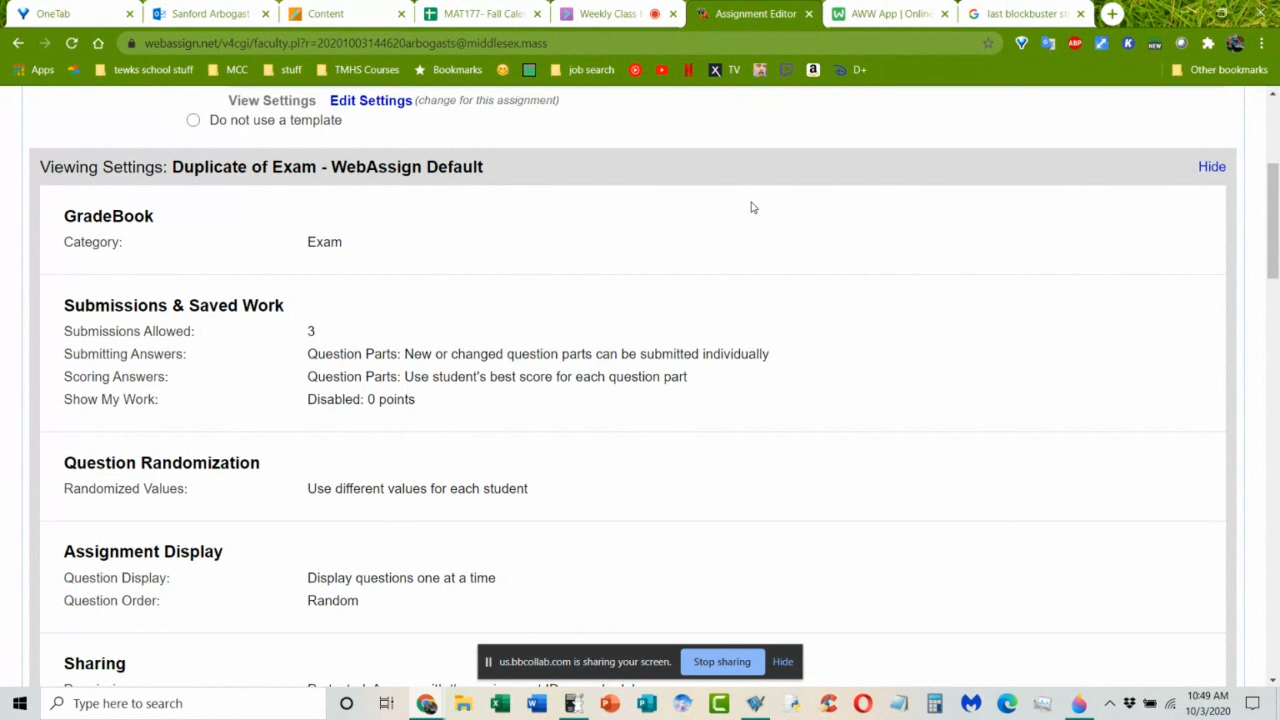 OneTab
Sanford Arbogast
Content
MAT177- Fall Cale
Weekly Class
Assignment Editor
AWW App | Online
last blockbuster st
webassign.net/v4cgi/faculty.pl?r=20201003144620arbogasts@middlesex.mass
Apps
tewks school stuff
MCC
stuff
TMHS Courses
Bookmarks
job search
TV
D+
Other bookmarks
View Settings Edit Settings (change for this assignment)
Do not use a template
Viewing Settings: Duplicate of Exam - WebAssign Default
Hide
GradeBook
Category: Exam
Submissions & Saved Work
Submissions Allowed: 3
Submitting Answers: Question Parts: New or changed question parts can be submitted individually
Scoring Answers: Question Parts: Use student's best score for each question part
Show My Work: Disabled: 0 points
Question Randomization
Randomized Values: Use different values for each student
Assignment Display
Question Display: Display questions one at a time
Question Order: Random
Sharing
us.bbcollab.com is sharing your screen. Stop sharing Hide
Type here to search
10:49 AM
10/3/2020